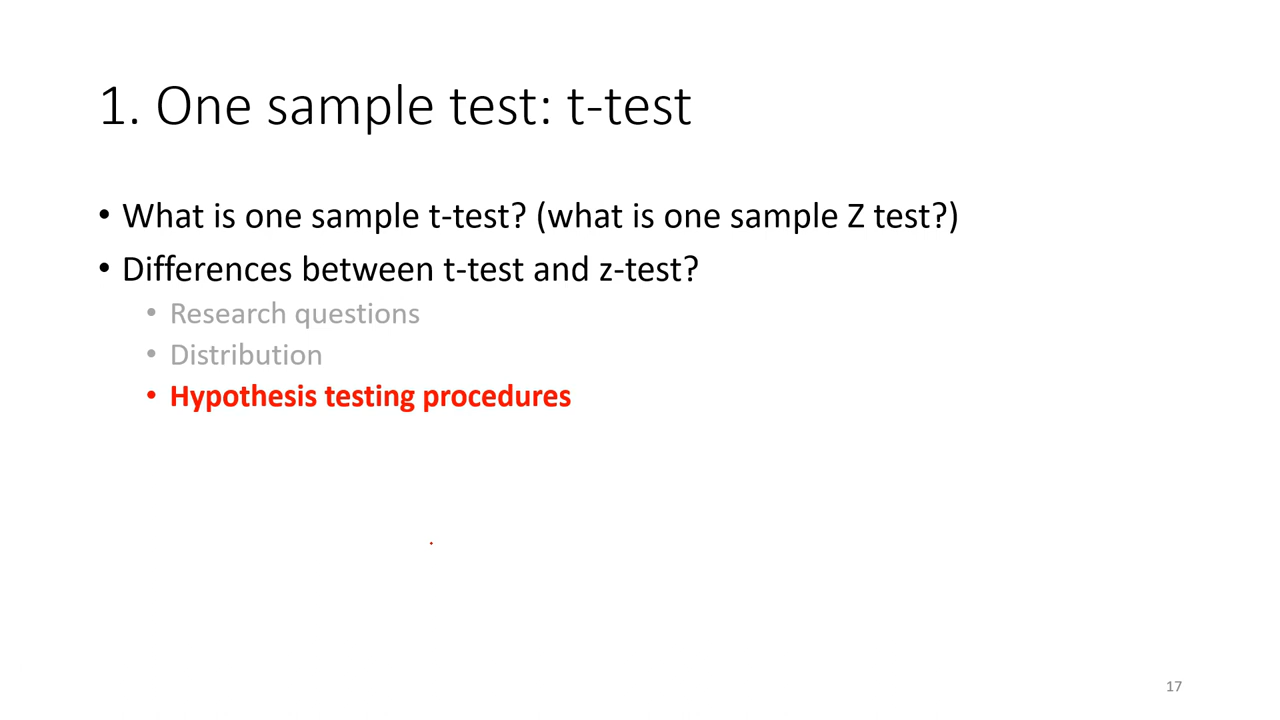 1. One sample test: t-test
• What is one sample t-test? (what is one sample Z test?)
• Differences between t-test and z-test?
• Research questions
• Distribution
• Hypothesis testing procedures
17